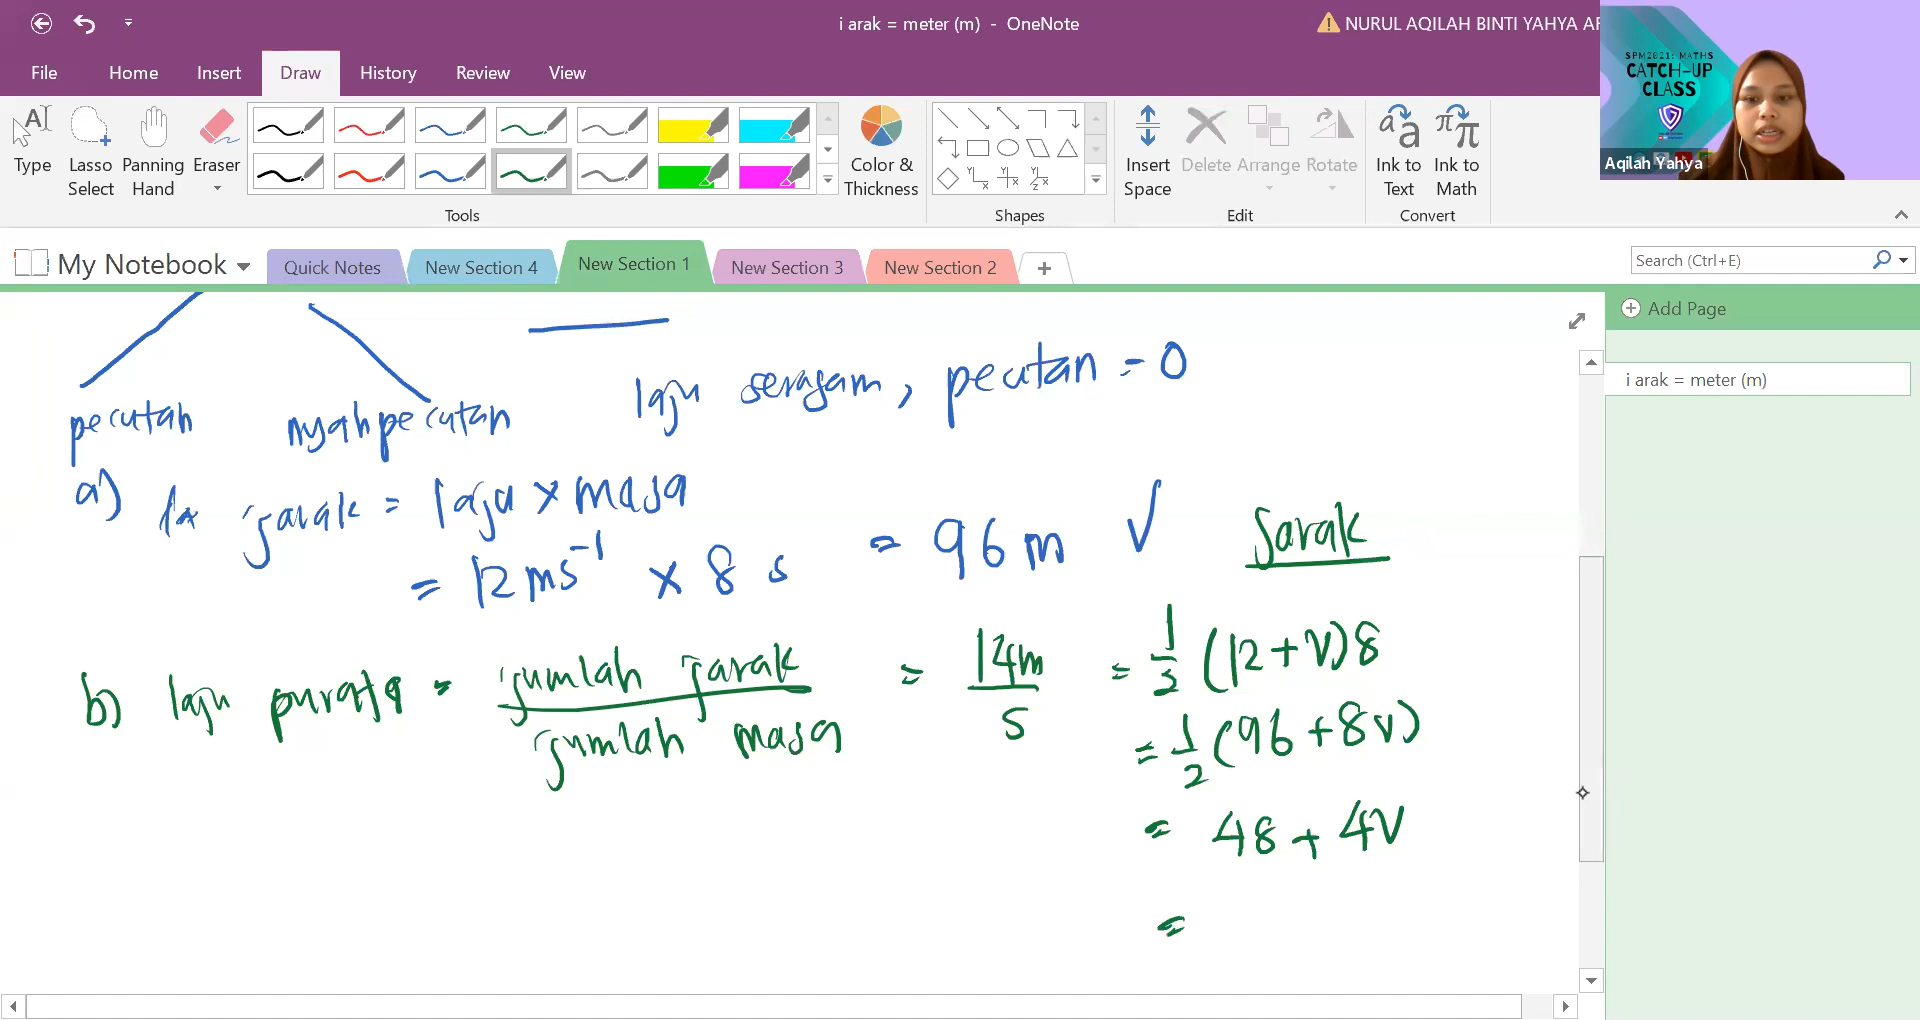 i arak = meter (m) - OneNote
NURUL AQILAH BINTI YAHYA
File Home Insert Draw History Review View
SPM2021: MATHS
CATCH-UP
CLASS
Aqilah Yahya
Type Lasso Select Panning Hand Eraser
Color & Thickness
Insert Space Delete Arrange Rotate
Ink to Text Ink to Math
Tools Shapes Edit Convert
My Notebook Quick Notes New Section 4 New Section 1 New Section 3 New Section 2 +
Search (Ctrl+E)
Add Page
i arak = meter (m)
laju seragam, pecutan = 0
pecutan nyahpecutan
a) jarak = laju × masa
= 12 ms⁻¹ × 8 s = 96 m ✓
Jarak
b) laju purata = jumlah jarak / jumlah masa = 14m / s
= 1/2 (12 + V)8
= 1/2 (96 + 8V)
= 48 + 4V
=